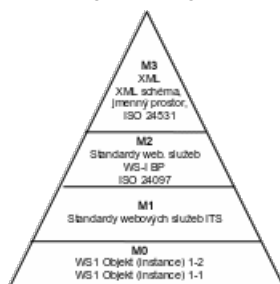 M3
XML
XML schéma,
jmenný prostor,
ISO 24531
M2
Standardy web. služeb
WS-I BP
ISO 24097
M1
Standardy webových služeb ITS
M0
WS1 Objekt (Instance) 1-2
WS1 Objekt (Instance) 1-1